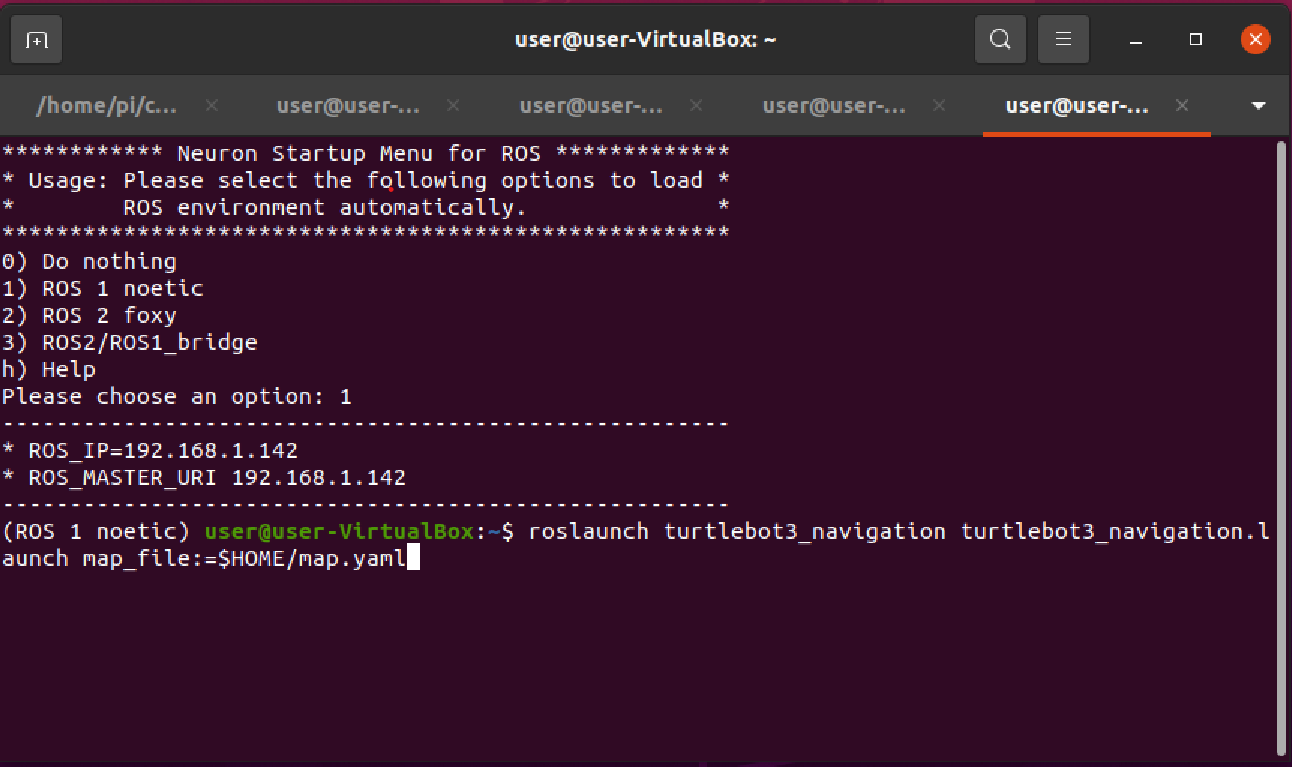 user@user-VirtualBox: ~
/home/pi/c... user@user-... user@user-... user@user-... user@user-...
************ Neuron Startup Menu for ROS *************
* Usage: Please select the following options to load *
*        ROS environment automatically.              *
******************************************************
0) Do nothing
1) ROS 1 noetic
2) ROS 2 foxy
3) ROS2/ROS1_bridge
h) Help
Please choose an option: 1
------------------------------------------------------
* ROS_IP=192.168.1.142
* ROS_MASTER_URI 192.168.1.142
------------------------------------------------------
(ROS 1 noetic) user@user-VirtualBox:~$ roslaunch turtlebot3_navigation turtlebot3_navigation.l
aunch map_file:=$HOME/map.yaml